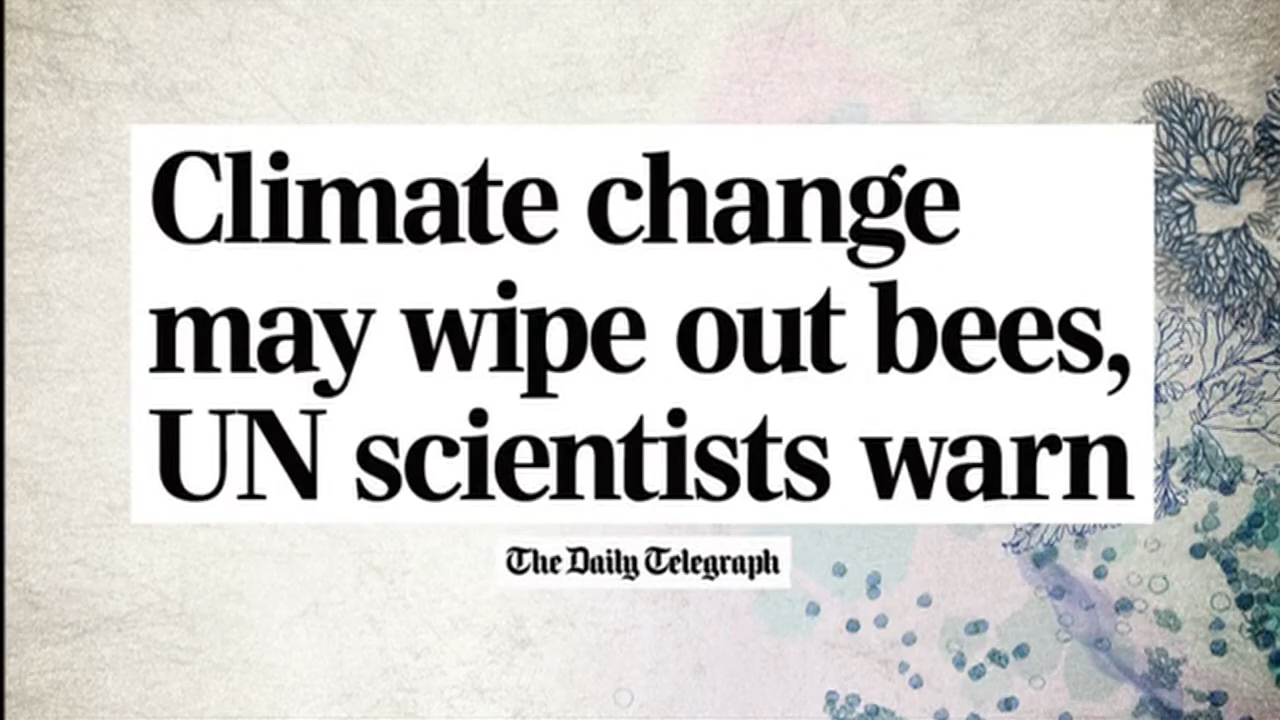 Climate change
may wipe out bees,
UN scientists warn
The Daily Telegraph